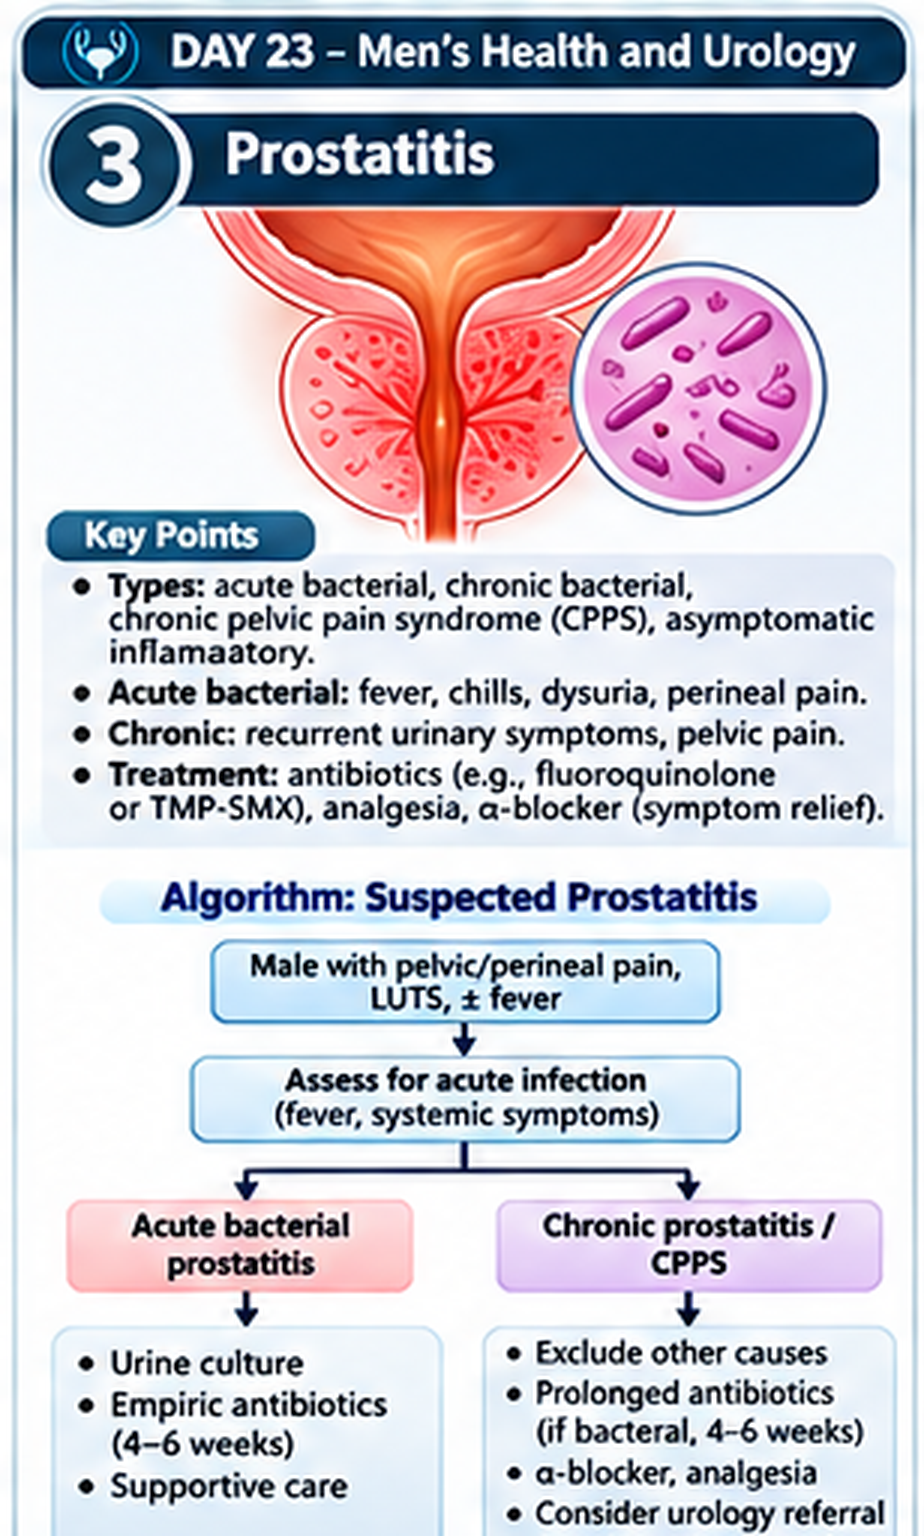 DAY 23 – Men's Health and Urology
3
Prostatitis
Key Points
• Types: acute bacterial, chronic bacterial,
chronic pelvic pain syndrome (CPPS), asymptomatic
inflamaatory.
• Acute bacterial: fever, chills, dysuria, perineal pain.
• Chronic: recurrent urinary symptoms, pelvic pain.
• Treatment: antibiotics (e.g., fluoroquinolone
or TMP-SMX), analgesia, α-blocker (symptom relief).
Algorithm: Suspected Prostatitis
Male with pelvic/perineal pain,
LUTS, ± fever
Assess for acute infection
(fever, systemic symptoms)
Acute bacterial
prostatitis
• Urine culture
• Empiric antibiotics
(4–6 weeks)
• Supportive care
Chronic prostatitis /
CPPS
• Exclude other causes
• Prolonged antibiotics
(if bacteral, 4–6 weeks)
• α-blocker, analgesia
• Consider urology referral